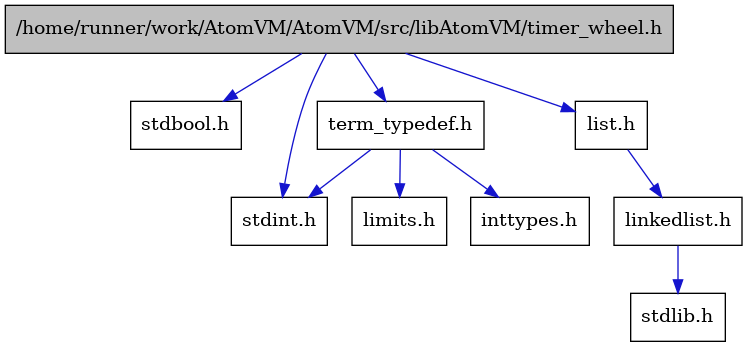 /home/runner/work/AtomVM/AtomVM/src/libAtomVM/timer_wheel.h
stdbool.h
term_typedef.h
list.h
stdint.h
limits.h
inttypes.h
linkedlist.h
stdlib.h